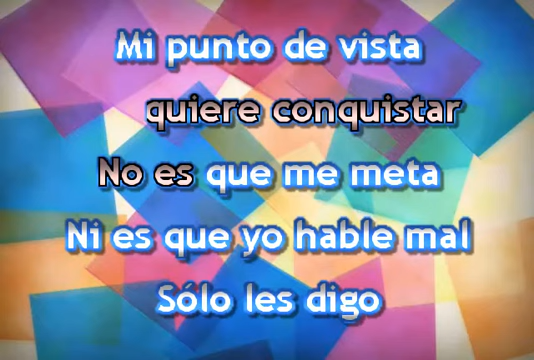 Mi punto de vista
quiere conquistar
No es que me meta
Ni es que yo hable mal
Sólo les digo